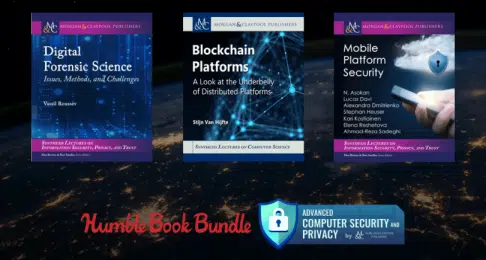 M&C
MORGAN & CLAYPOOL PUBLISHERS
Digital
Forensic Science
Issues, Methods, and Challenges
Vassil Roussev
SYNTHESIS LECTURES ON
INFORMATION SECURITY, PRIVACY, AND TRUST
M&C
MORGAN & CLAYPOOL PUBLISHERS
Blockchain
Platforms
A Look at the Underbelly
of Distributed Platforms
Stijn Van Hijfte
SYNTHESIS LECTURES ON COMPUTER SCIENCE
M&C
MORGAN & CLAYPOOL PUBLISHERS
Mobile
Platform
Security
N. Asokan
Lucas Davi
Alexandra Dmitrienko
Stephan Heuser
Kari Kostiainen
Elena Reshetova
Ahmad-Reza Sadeghi
SYNTHESIS LECTURES ON
INFORMATION SECURITY, PRIVACY, AND TRUST
Humble Book Bundle
ADVANCED
COMPUTER SECURITY AND
PRIVACY by M&C